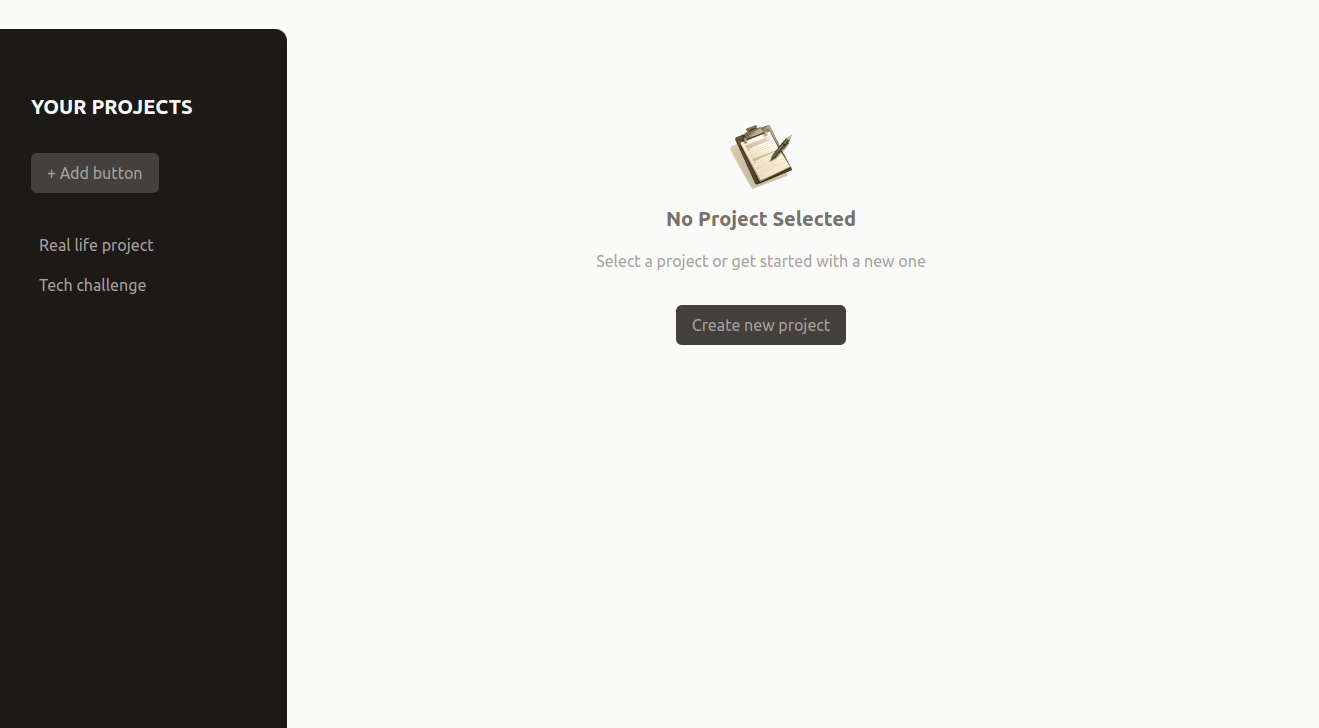 YOUR PROJECTS
+ Add button
Real life project
Tech challenge
No Project Selected
Select a project or get started with a new one
Create new project